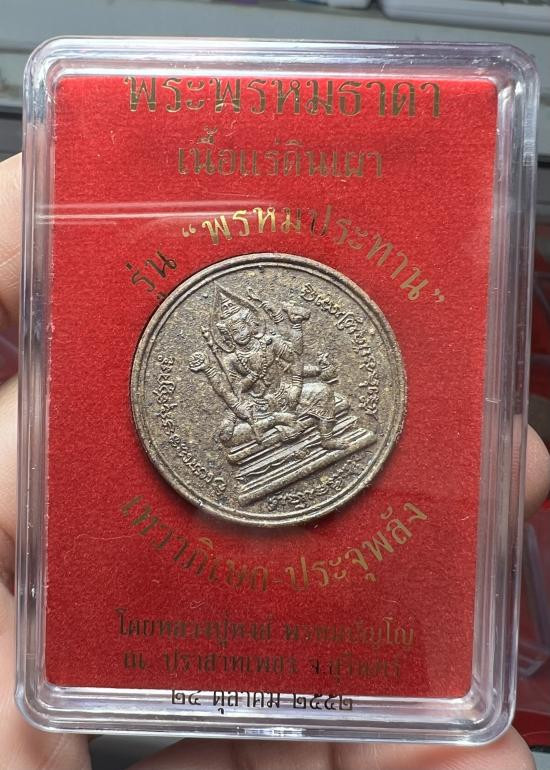 พระพรหมธาดา
เนื้อแร่ดินเผา
รุ่น "พรหมประทาน"
เทวาภิเษก-ประจุพลัง
โดยหลวงปู่หงษ์ พรหมปัญโญ
ณ. ปราสาทเพชร จ.สุรินทร์
๒๔ ตุลาคม ๒๕๕๒